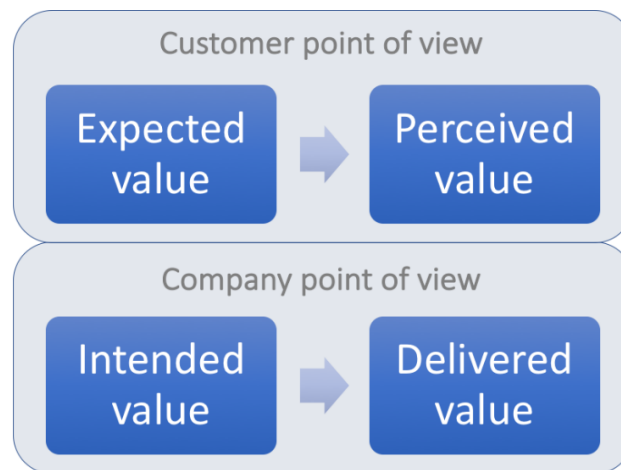 Customer point of view
Expected
value
Perceived
value
Company point of view
Intended
value
Delivered
value